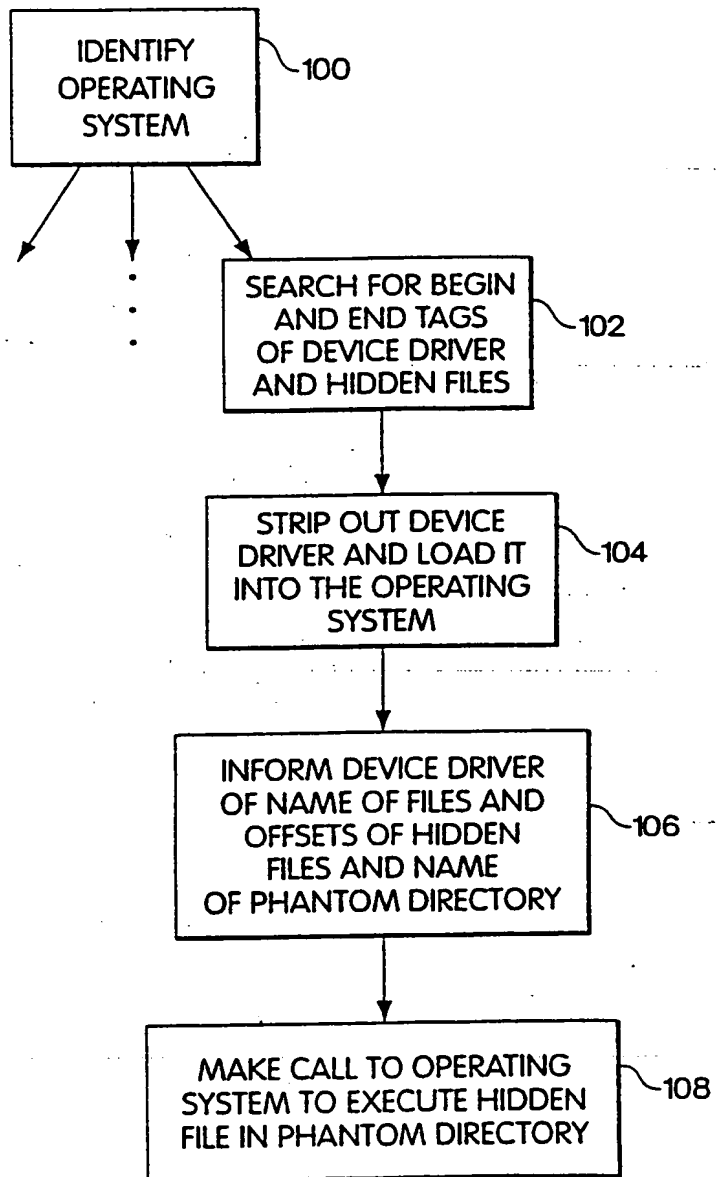 IDENTIFY
OPERATING
SYSTEM
100
SEARCH FOR BEGIN
AND END TAGS
OF DEVICE DRIVER
AND HIDDEN FILES
102
STRIP OUT DEVICE
DRIVER AND LOAD IT
INTO THE OPERATING
SYSTEM
104
INFORM DEVICE DRIVER
OF NAME OF FILES AND
OFFSETS OF HIDDEN
FILES AND NAME
OF PHANTOM DIRECTORY
106
MAKE CALL TO OPERATING
SYSTEM TO EXECUTE HIDDEN
FILE IN PHANTOM DIRECTORY
108